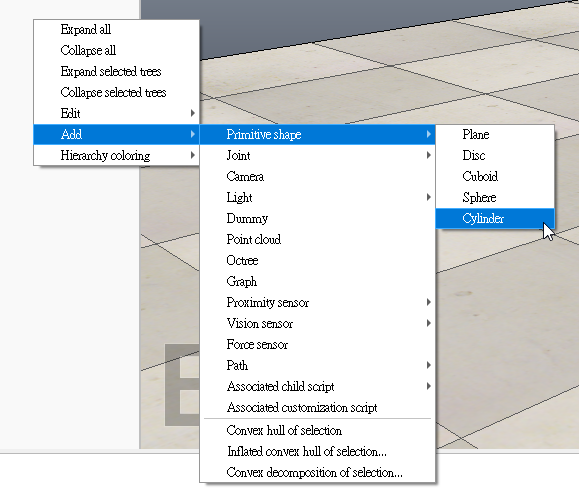 Expand all
Collapse all
Expand selected trees
Collapse selected trees
Edit
Add
Hierarchy coloring
Primitive shape
Joint
Camera
Light
Dummy
Point cloud
Octree
Graph
Proximity sensor
Vision sensor
Force sensor
Path
Associated child script
Associated customization script
Convex hull of selection
Inflated convex hull of selection...
Convex decomposition of selection...
Plane
Disc
Cuboid
Sphere
Cylinder
E